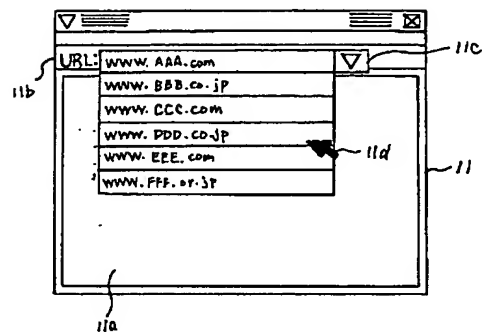 URL: www. AAA.com
11c
11b
www. BBB.co.jp
www. CCC.com
www. DDD.co.jp
11d
www. EEE.com
11
www. FFF.or.jp
11a